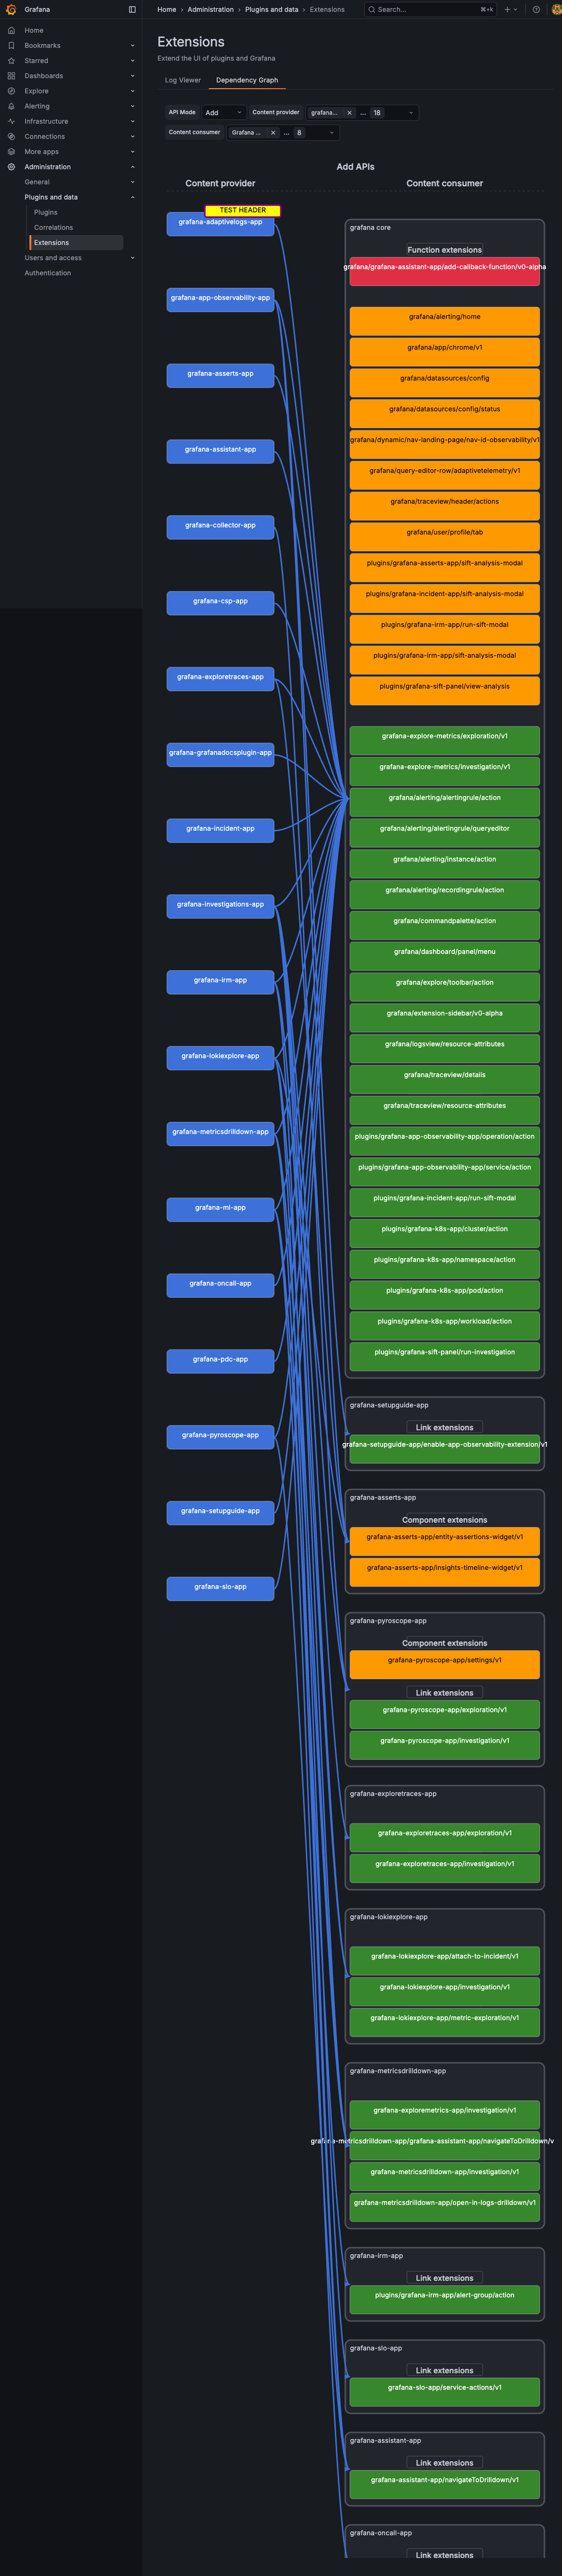 Grafana
Home › Administration › Plugins and data › Extensions
Search...
⌘+k
Home
Bookmarks
Starred
Dashboards
Explore
Alerting
Infrastructure
Connections
More apps
Administration
General
Plugins and data
Plugins
Correlations
Extensions
Users and access
Authentication
Extensions
Extend the UI of plugins and Grafana
Log Viewer
Dependency Graph
API Mode
Add
Content provider
grafana...
...
18
Content consumer
Grafana ...
...
8
Add APIs
Content provider
Content consumer
TEST HEADER
grafana-adaptivelogs-app
grafana-app-observability-app
grafana-asserts-app
grafana-assistant-app
grafana-collector-app
grafana-csp-app
grafana-exploretraces-app
grafana-grafanadocsplugin-app
grafana-incident-app
grafana-investigations-app
grafana-irm-app
grafana-lokiexplore-app
grafana-metricsdrilldown-app
grafana-ml-app
grafana-oncall-app
grafana-pdc-app
grafana-pyroscope-app
grafana-setupguide-app
grafana-slo-app
grafana core
Function extensions
grafana/grafana-assistant-app/add-callback-function/v0-alpha
grafana/alerting/home
grafana/app/chrome/v1
grafana/datasources/config
grafana/datasources/config/status
grafana/dynamic/nav-landing-page/nav-id-observability/v1
grafana/query-editor-row/adaptivetelemetry/v1
grafana/traceview/header/actions
grafana/user/profile/tab
plugins/grafana-asserts-app/sift-analysis-modal
plugins/grafana-incident-app/sift-analysis-modal
plugins/grafana-irm-app/run-sift-modal
plugins/grafana-irm-app/sift-analysis-modal
plugins/grafana-sift-panel/view-analysis
grafana-explore-metrics/exploration/v1
grafana-explore-metrics/investigation/v1
grafana/alerting/alertingrule/action
grafana/alerting/alertingrule/queryeditor
grafana/alerting/instance/action
grafana/alerting/recordingrule/action
grafana/commandpalette/action
grafana/dashboard/panel/menu
grafana/explore/toolbar/action
grafana/extension-sidebar/v0-alpha
grafana/logsview/resource-attributes
grafana/traceview/details
grafana/traceview/resource-attributes
plugins/grafana-app-observability-app/operation/action
plugins/grafana-app-observability-app/service/action
plugins/grafana-incident-app/run-sift-modal
plugins/grafana-k8s-app/cluster/action
plugins/grafana-k8s-app/namespace/action
plugins/grafana-k8s-app/pod/action
plugins/grafana-k8s-app/workload/action
plugins/grafana-sift-panel/run-investigation
grafana-setupguide-app
Link extensions
grafana-setupguide-app/enable-app-observability-extension/v1
grafana-asserts-app
Component extensions
grafana-asserts-app/entity-assertions-widget/v1
grafana-asserts-app/insights-timeline-widget/v1
grafana-pyroscope-app
Component extensions
grafana-pyroscope-app/settings/v1
Link extensions
grafana-pyroscope-app/exploration/v1
grafana-pyroscope-app/investigation/v1
grafana-exploretraces-app
grafana-exploretraces-app/exploration/v1
grafana-exploretraces-app/investigation/v1
grafana-lokiexplore-app
grafana-lokiexplore-app/attach-to-incident/v1
grafana-lokiexplore-app/investigation/v1
grafana-lokiexplore-app/metric-exploration/v1
grafana-metricsdrilldown-app
grafana-exploremetrics-app/investigation/v1
grafana-metricsdrilldown-app/grafana-assistant-app/navigateToDrilldown/v
grafana-metricsdrilldown-app/investigation/v1
grafana-metricsdrilldown-app/open-in-logs-drilldown/v1
grafana-irm-app
Link extensions
plugins/grafana-irm-app/alert-group/action
grafana-slo-app
Link extensions
grafana-slo-app/service-actions/v1
grafana-assistant-app
Link extensions
grafana-assistant-app/navigateToDrilldown/v1
grafana-oncall-app
Link extensions